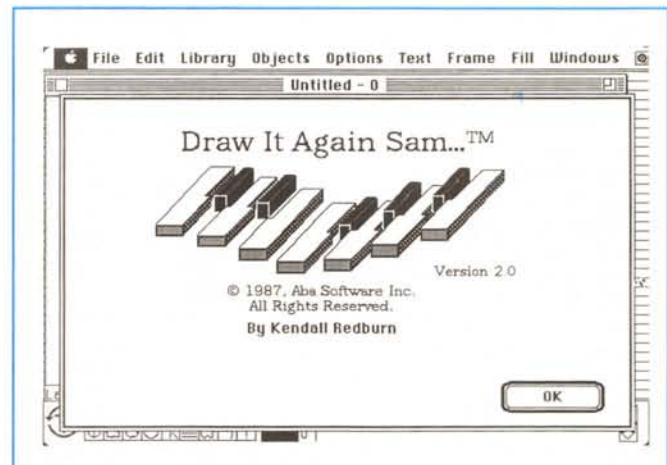 File Edit Library Objects Options Text Frame Fill Windows
Untitled - 0
Draw It Again Sam...™
Version 2.0
© 1987, Aba Software Inc.
All Rights Reserved.
By Kendall Redburn
OK